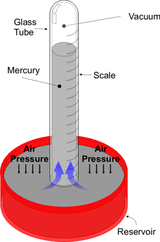 Glass
Tube
Vacuum
Mercury
Scale
Air
Pressure
Air
Pressure
Reservoir